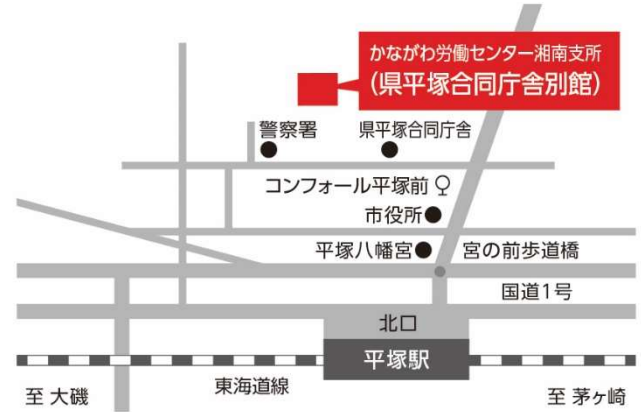 かながわ労働センター湘南支所
(県平塚合同庁舎別館)
警察署
県平塚合同庁舎
コンフォール平塚前
市役所
平塚八幡宮
宮の前歩道橋
国道1号
北口
平塚駅
至 大磯
東海道線
至 茅ヶ崎